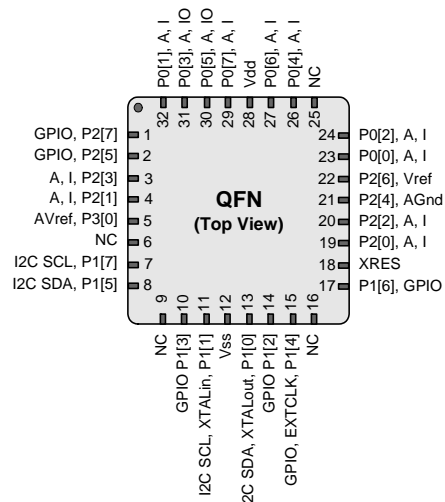 P0[1], A, I
P0[3], A, IO
P0[5], A, IO
P0[7], A, I
Vdd
P0[6], A, I
P0[4], A, I
NC
32
31
30
29
28
27
26
25
GPIO, P2[7] 1
GPIO, P2[5] 2
A, I, P2[3] 3
A, I, P2[1] 4
AVref, P3[0] 5
NC 6
I2C SCL, P1[7] 7
I2C SDA, P1[5] 8
QFN
(Top View)
24 P0[2], A, I
23 P0[0], A, I
22 P2[6], Vref
21 P2[4], AGnd
20 P2[2], A, I
19 P2[0], A, I
18 XRES
17 P1[6], GPIO
9
10
11
12
13
14
15
16
NC
GPIO P1[3]
I2C SCL, XTALin, P1[1]
Vss
2C SDA, XTALout, P1[0]
GPIO P1[2]
GPIO, EXTCLK, P1[4]
NC